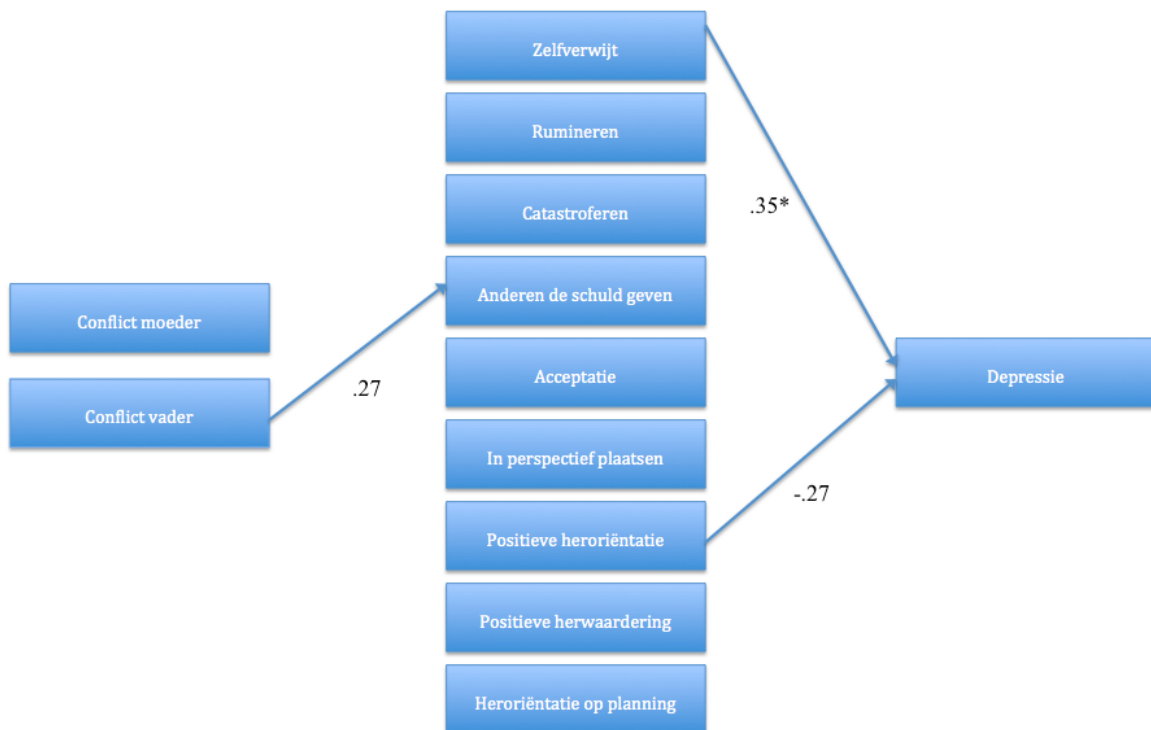 Zelfverwijt
Rumineren
Catastroferen
.35*
Anderen de schuld geven
Conflict moeder
Acceptatie
Depressie
.27
Conflict vader
In perspectief plaatsen
-.27
Positieve heroriëntatie
Positieve herwaardering
Heroriëntatie op planning